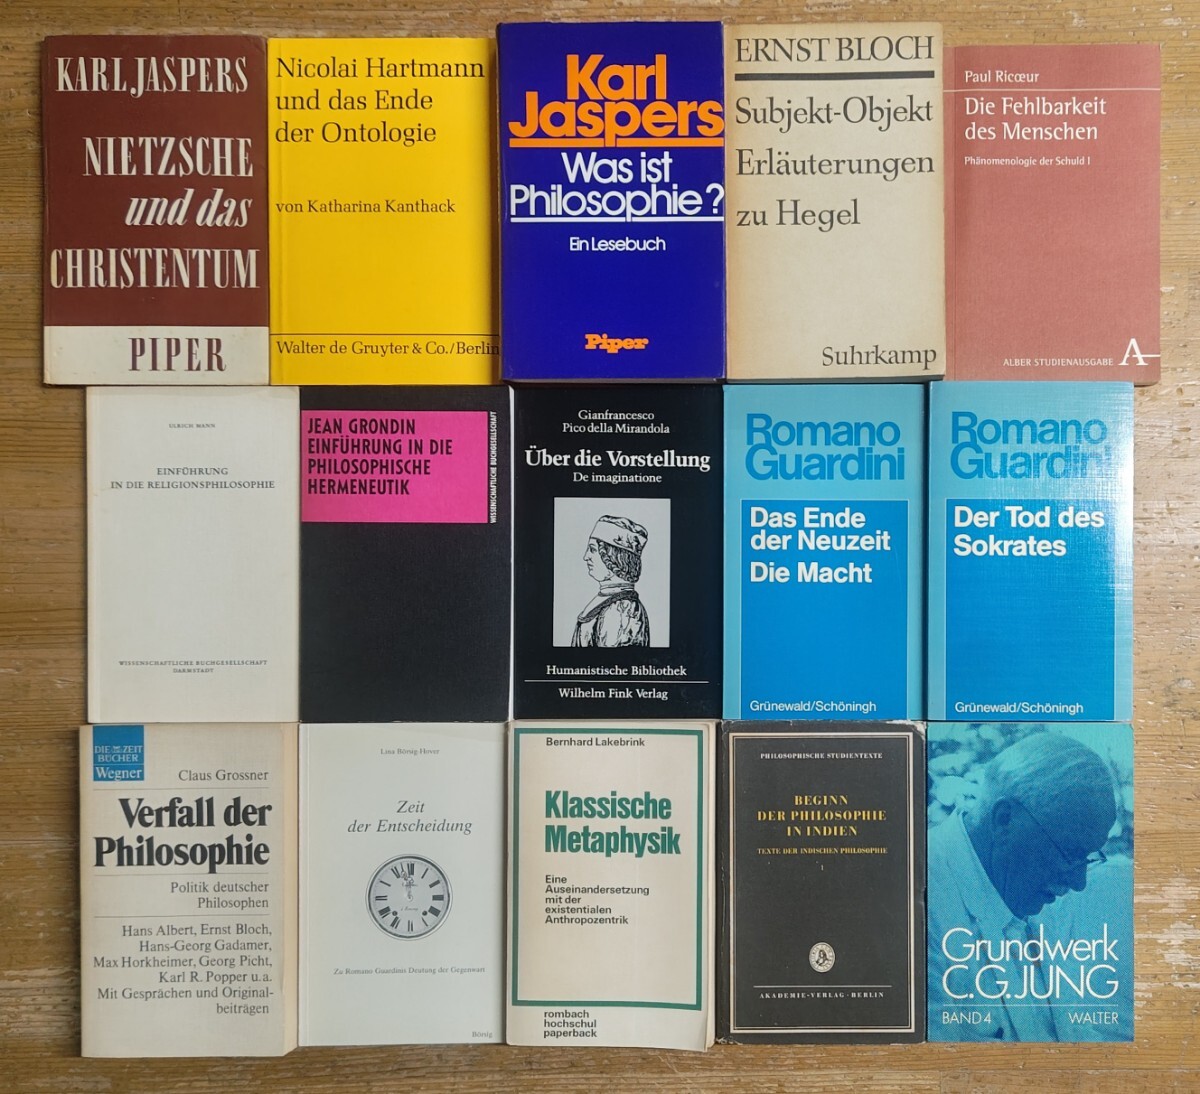 KARL JASPERS
NIETZSCHE
und das
CHRISTENTUM
PIPER
Nicolai Hartmann
und das Ende
der Ontologie
von Katharina Kanthack
Walter de Gruyter & Co./Berlin
Karl
Jaspers
Was ist
Philosophie?
Ein Lesebuch
Piper
ERNST BLOCH
Subjekt-Objekt
Erläuterungen
zu Hegel
Suhrkamp
Paul Ricœur
Die Fehlbarkeit
des Menschen
Phänomenologie der Schuld I
ALBER STUDIENAUSGABE A
ULRICH MANN
EINFÜHRUNG
IN DIE RELIGIONSPHILOSOPHIE
WISSENSCHAFTLICHE BUCHGESELLSCHAFT
DARMSTADT
JEAN GRONDIN
EINFÜHRUNG IN DIE
PHILOSOPHISCHE
HERMENEUTIK
WISSENSCHAFTLICHE BUCHGESELLSCHAFT
Gianfrancesco
Pico della Mirandola
Über die Vorstellung
De imaginatione
Humanistische Bibliothek
Wilhelm Fink Verlag
Romano
Guardini
Das Ende
der Neuzeit
Die Macht
Grünewald/Schöningh
Romano
Guardini
Der Tod des
Sokrates
Grünewald/Schöningh
DIE ZEIT
BÜCHER
Wegner
Claus Grossner
Verfall der
Philosophie
Politik deutscher
Philosophen
Hans Albert, Ernst Bloch,
Hans-Georg Gadamer,
Max Horkheimer, Georg Picht,
Karl R. Popper u.a.
Mit Gesprächen und Original-
beiträgen
Lina Börsig Hover
Zeit
der Entscheidung
Zu Romano Guardinis Deutung der Gegenwart
Börsig
Bernhard Lakebrink
Klassische
Metaphysik
Eine
Auseinandersetzung
mit der
existentialen
Anthropozentrik
rombach
hochschul
paperback
PHILOSOPHISCHE STUDIENTEXTE
BEGINN
DER PHILOSOPHIE
IN INDIEN
TEXTE DER INDISCHEN PHILOSOPHIE
1
AKADEMIE-VERLAG·BERLIN
Grundwerk
C.G.JUNG
BAND 4 WALTER